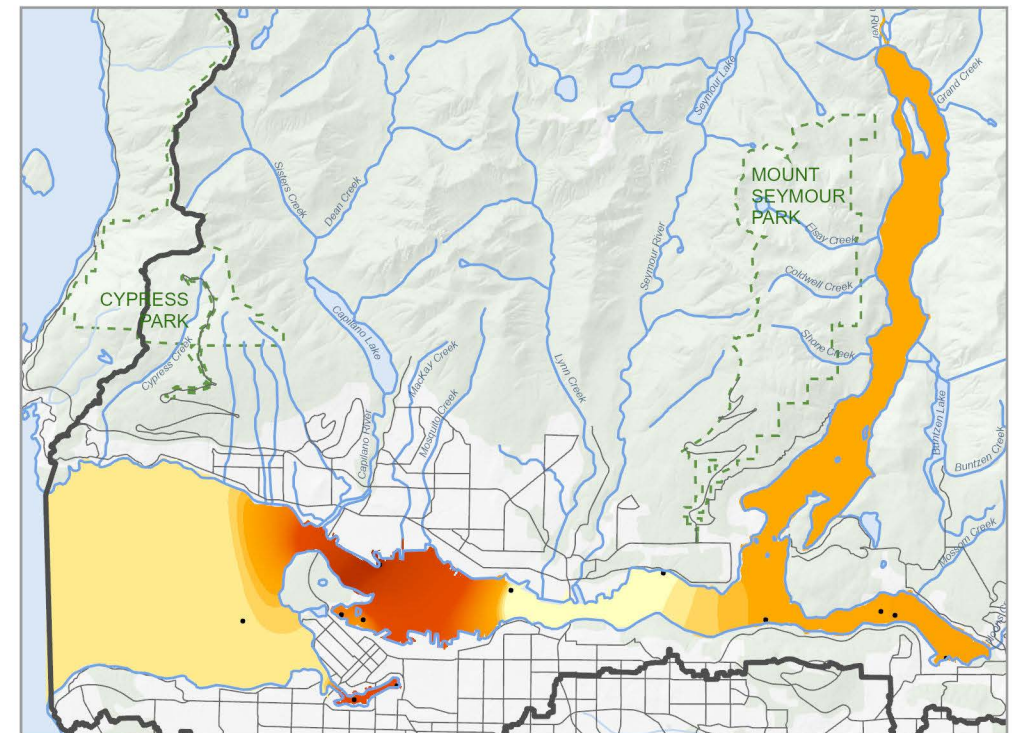 River
Grand Creek
Seymour Lake
MOUNT
SEYMOUR
PARK
Sisters Creek
Dean Creek
Elsay Creek
Seymour River
Coldwell Creek
CYPRESS
PARK
Capilano Lake
Shone Creek
Cypress Creek
MacKay Creek
Lynn Creek
Mosquito Creek
Buntzen Lake
Capilano River
Buntzen Creek
Mossom Creek